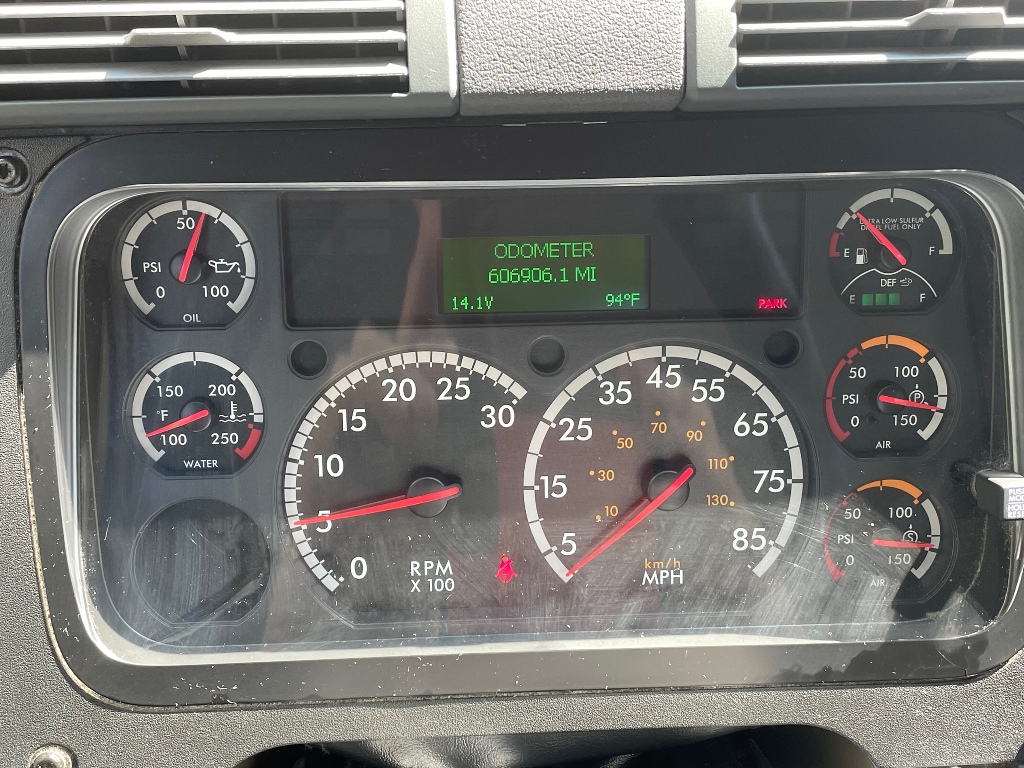 50
PSI
0 100
OIL
150 200
°F
100 250
WATER
ODOMETER
606906.1 MI
14.1V 94°F
PARK
0 5 10 15 20 25 30
RPM
X 100
5 15 25 35 45 55 65 75 85
10 30 50 70 90 110 130
km/h
MPH
ULTRA LOW SULFUR
DIESEL FUEL ONLY
E F
DEF
E F
50 100
PSI P
0 150
AIR
50 100
PSI S
0 150
AIR
PUSH
MODE
HOLD